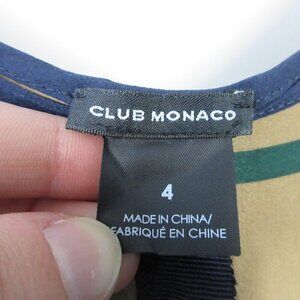 CLUB MONACO
4
MADE IN CHINA/
FABRIQUÉ EN CHINE